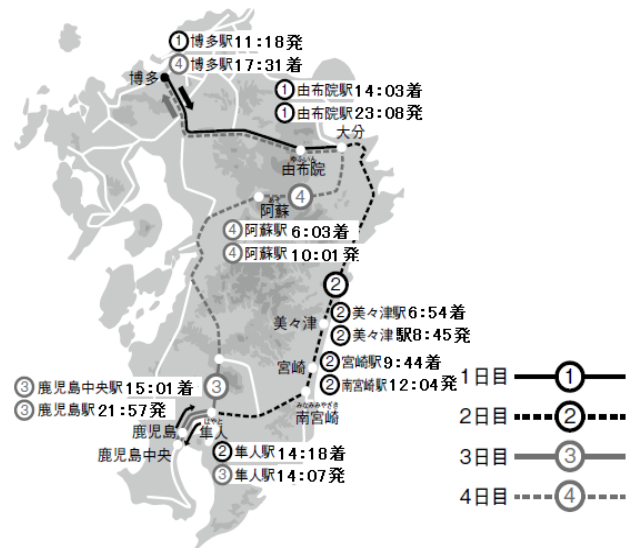 ①博多駅11:18発
④博多駅17:31着
博多
①由布院駅14:03着
①由布院駅23:08発
大分
ゆふいん
由布院
④
あそ
阿蘇
④阿蘇駅6:03着
④阿蘇駅10:01発
②
②美々津駅6:54着
②美々津駅8:45発
美々津
宮崎
②宮崎駅9:44着
②南宮崎駅12:04発
みなみみやざき
南宮崎
③鹿児島中央駅15:01着
③鹿児島駅21:57発
③
鹿児島
はやと
隼人
鹿児島中央
②隼人駅14:18着
③隼人駅14:07発
1日目 ①
2日目 ②
3日目 ③
4日目 ④